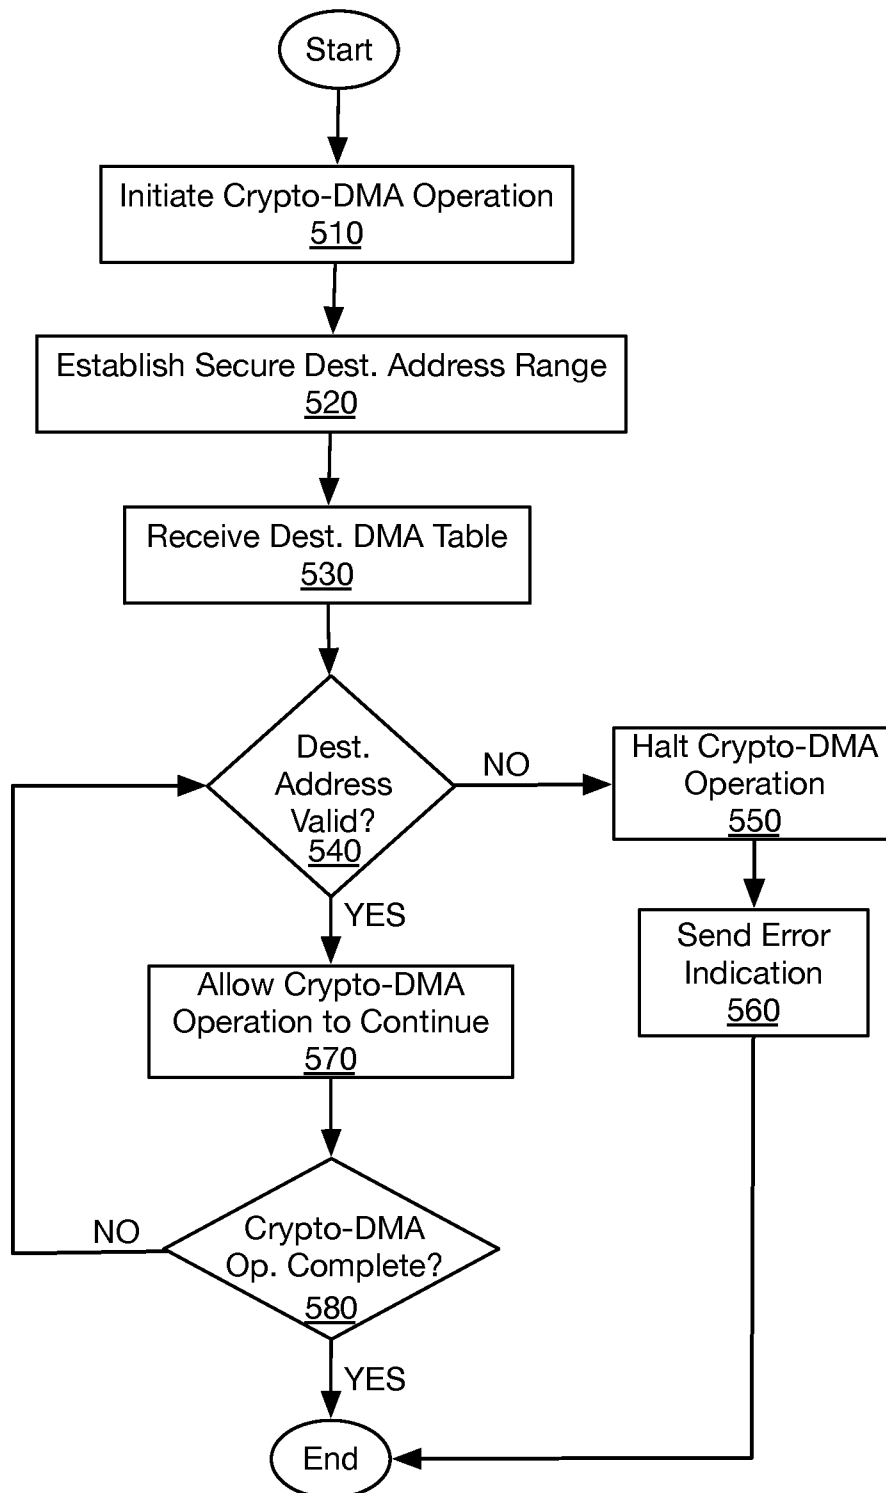 Start
Initiate Crypto-DMA Operation
510
Establish Secure Dest. Address Range
520
Receive Dest. DMA Table
530
Dest.
Address
Valid?
540
NO
Halt Crypto-DMA
Operation
550
YES
Send Error
Indication
560
Allow Crypto-DMA
Operation to Continue
570
NO
Crypto-DMA
Op. Complete?
580
YES
End